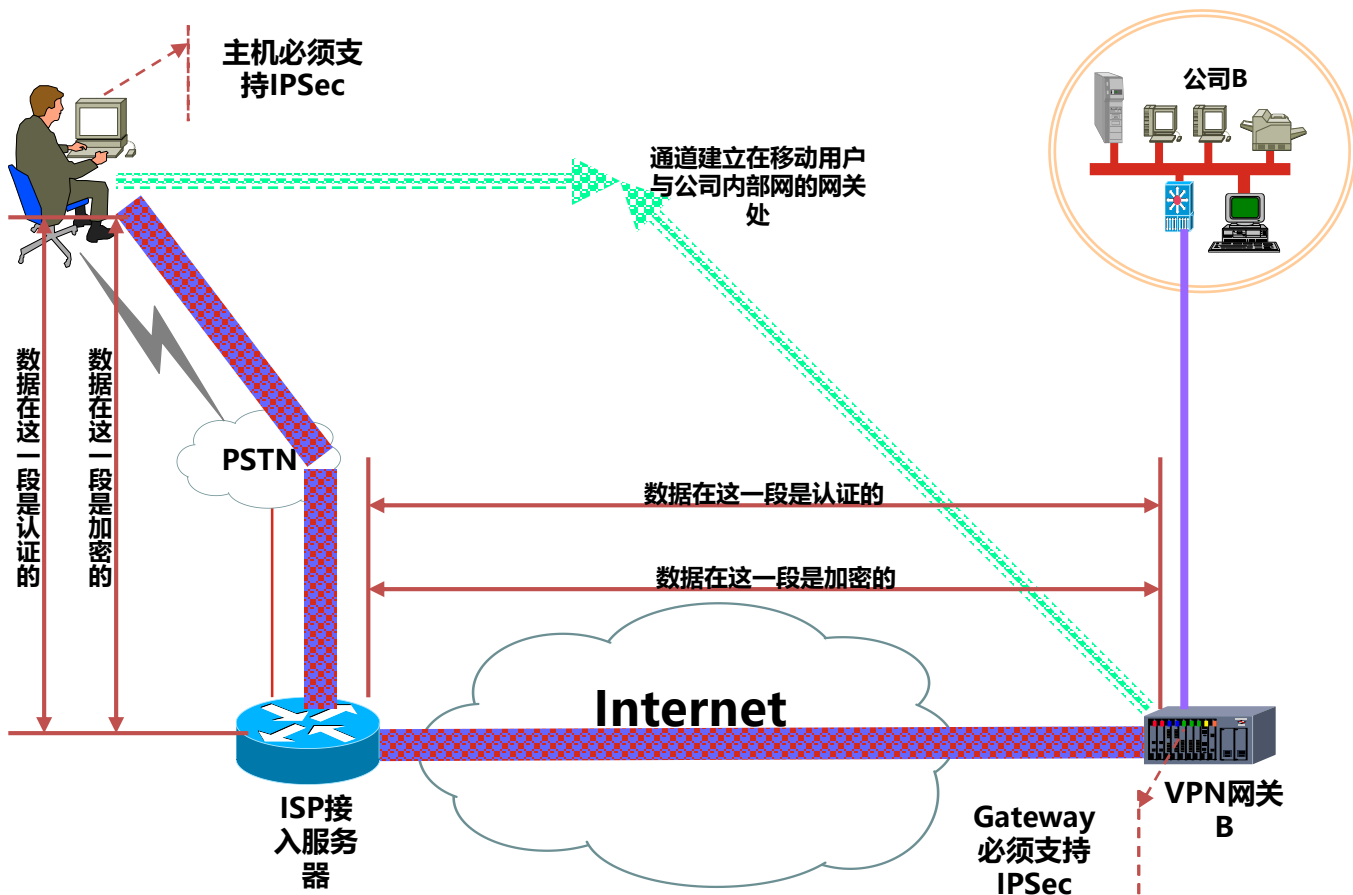 主机必须支
持IPSec
公司B
通道建立在移动用户
与公司内部网的网关
处
数据在这一段是认证的
数据在这一段是加密的
PSTN
数据在这一段是认证的
数据在这一段是加密的
Internet
ISP接
入服务
器
VPN网关
B
Gateway
必须支持
IPSec